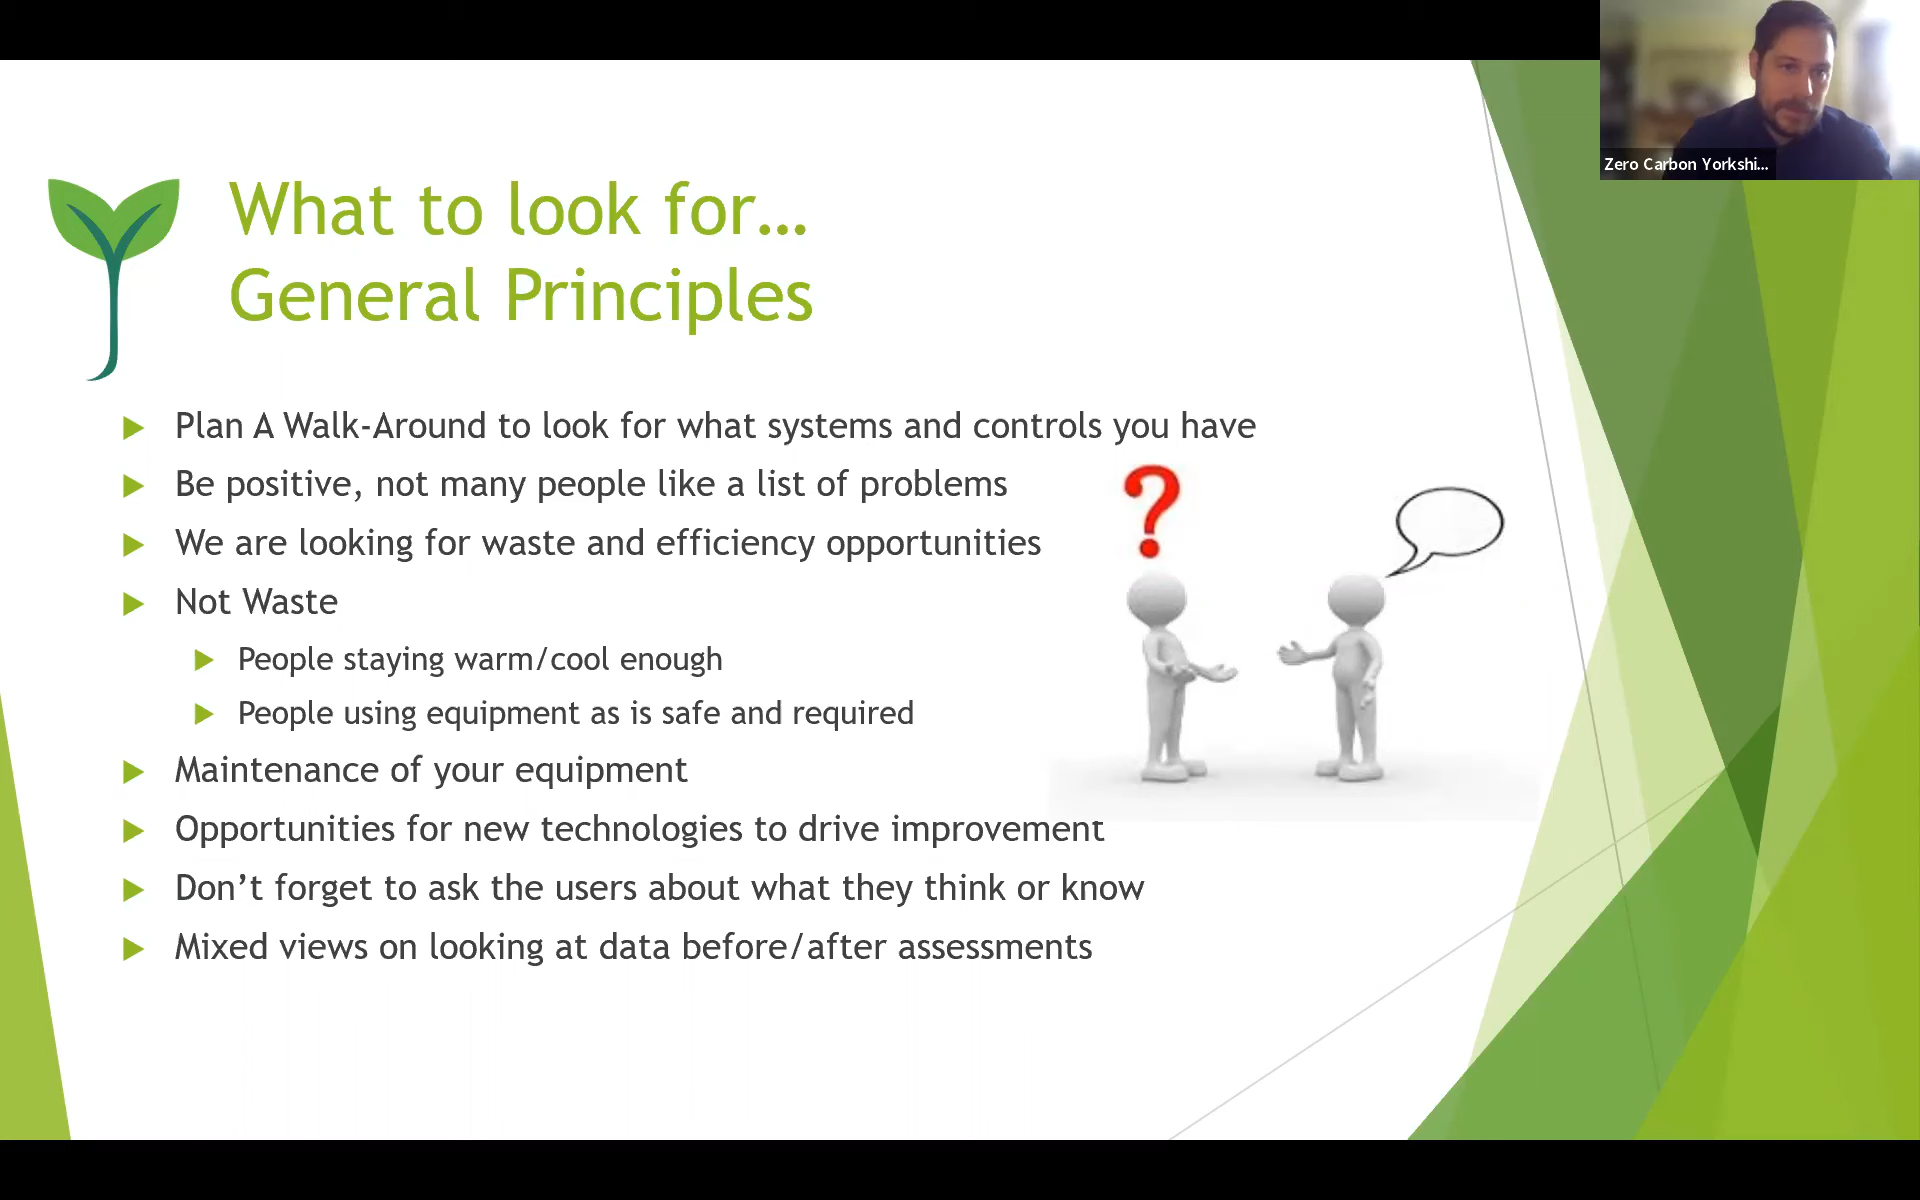 Zero Carbon Yorkshi...
What to look for…
General Principles
Plan A Walk-Around to look for what systems and controls you have
Be positive, not many people like a list of problems
We are looking for waste and efficiency opportunities
Not Waste
People staying warm/cool enough
People using equipment as is safe and required
Maintenance of your equipment
Opportunities for new technologies to drive improvement
Don’t forget to ask the users about what they think or know
Mixed views on looking at data before/after assessments
?